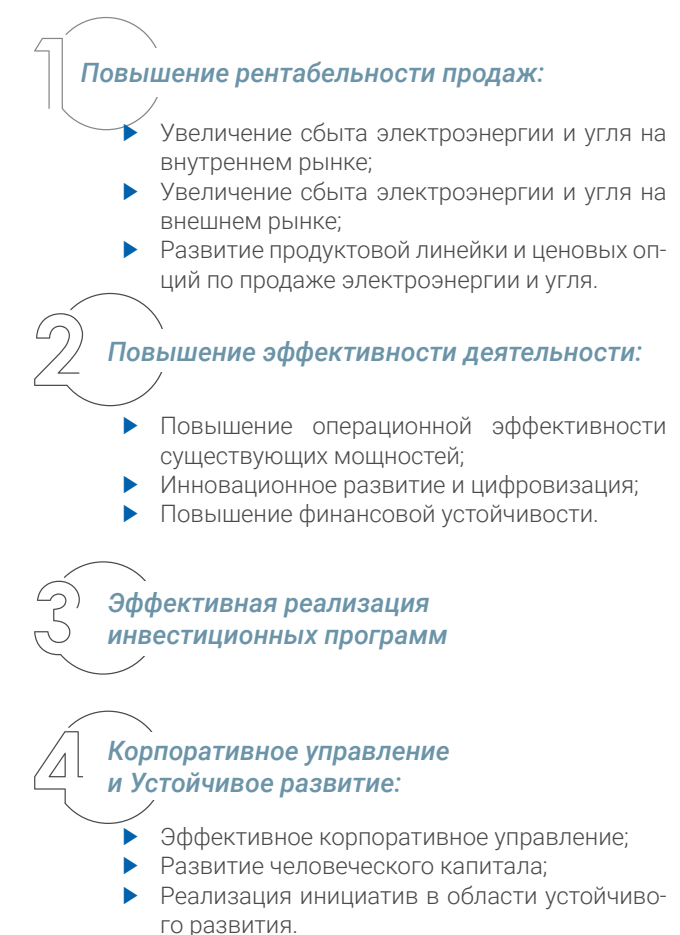 1
Повышение рентабельности продаж:
▶ Увеличение сбыта электроэнергии и угля на
внутреннем рынке;
▶ Увеличение сбыта электроэнергии и угля на
внешнем рынке;
▶ Развитие продуктовой линейки и ценовых оп-
ций по продаже электроэнергии и угля.
2
Повышение эффективности деятельности:
▶ Повышение операционной эффективности
существующих мощностей;
▶ Инновационное развитие и цифровизация;
▶ Повышение финансовой устойчивости.
3
Эффективная реализация
инвестиционных программ
4
Корпоративное управление
и Устойчивое развитие:
▶ Эффективное корпоративное управление;
▶ Развитие человеческого капитала;
▶ Реализация инициатив в области устойчиво-
го развития.